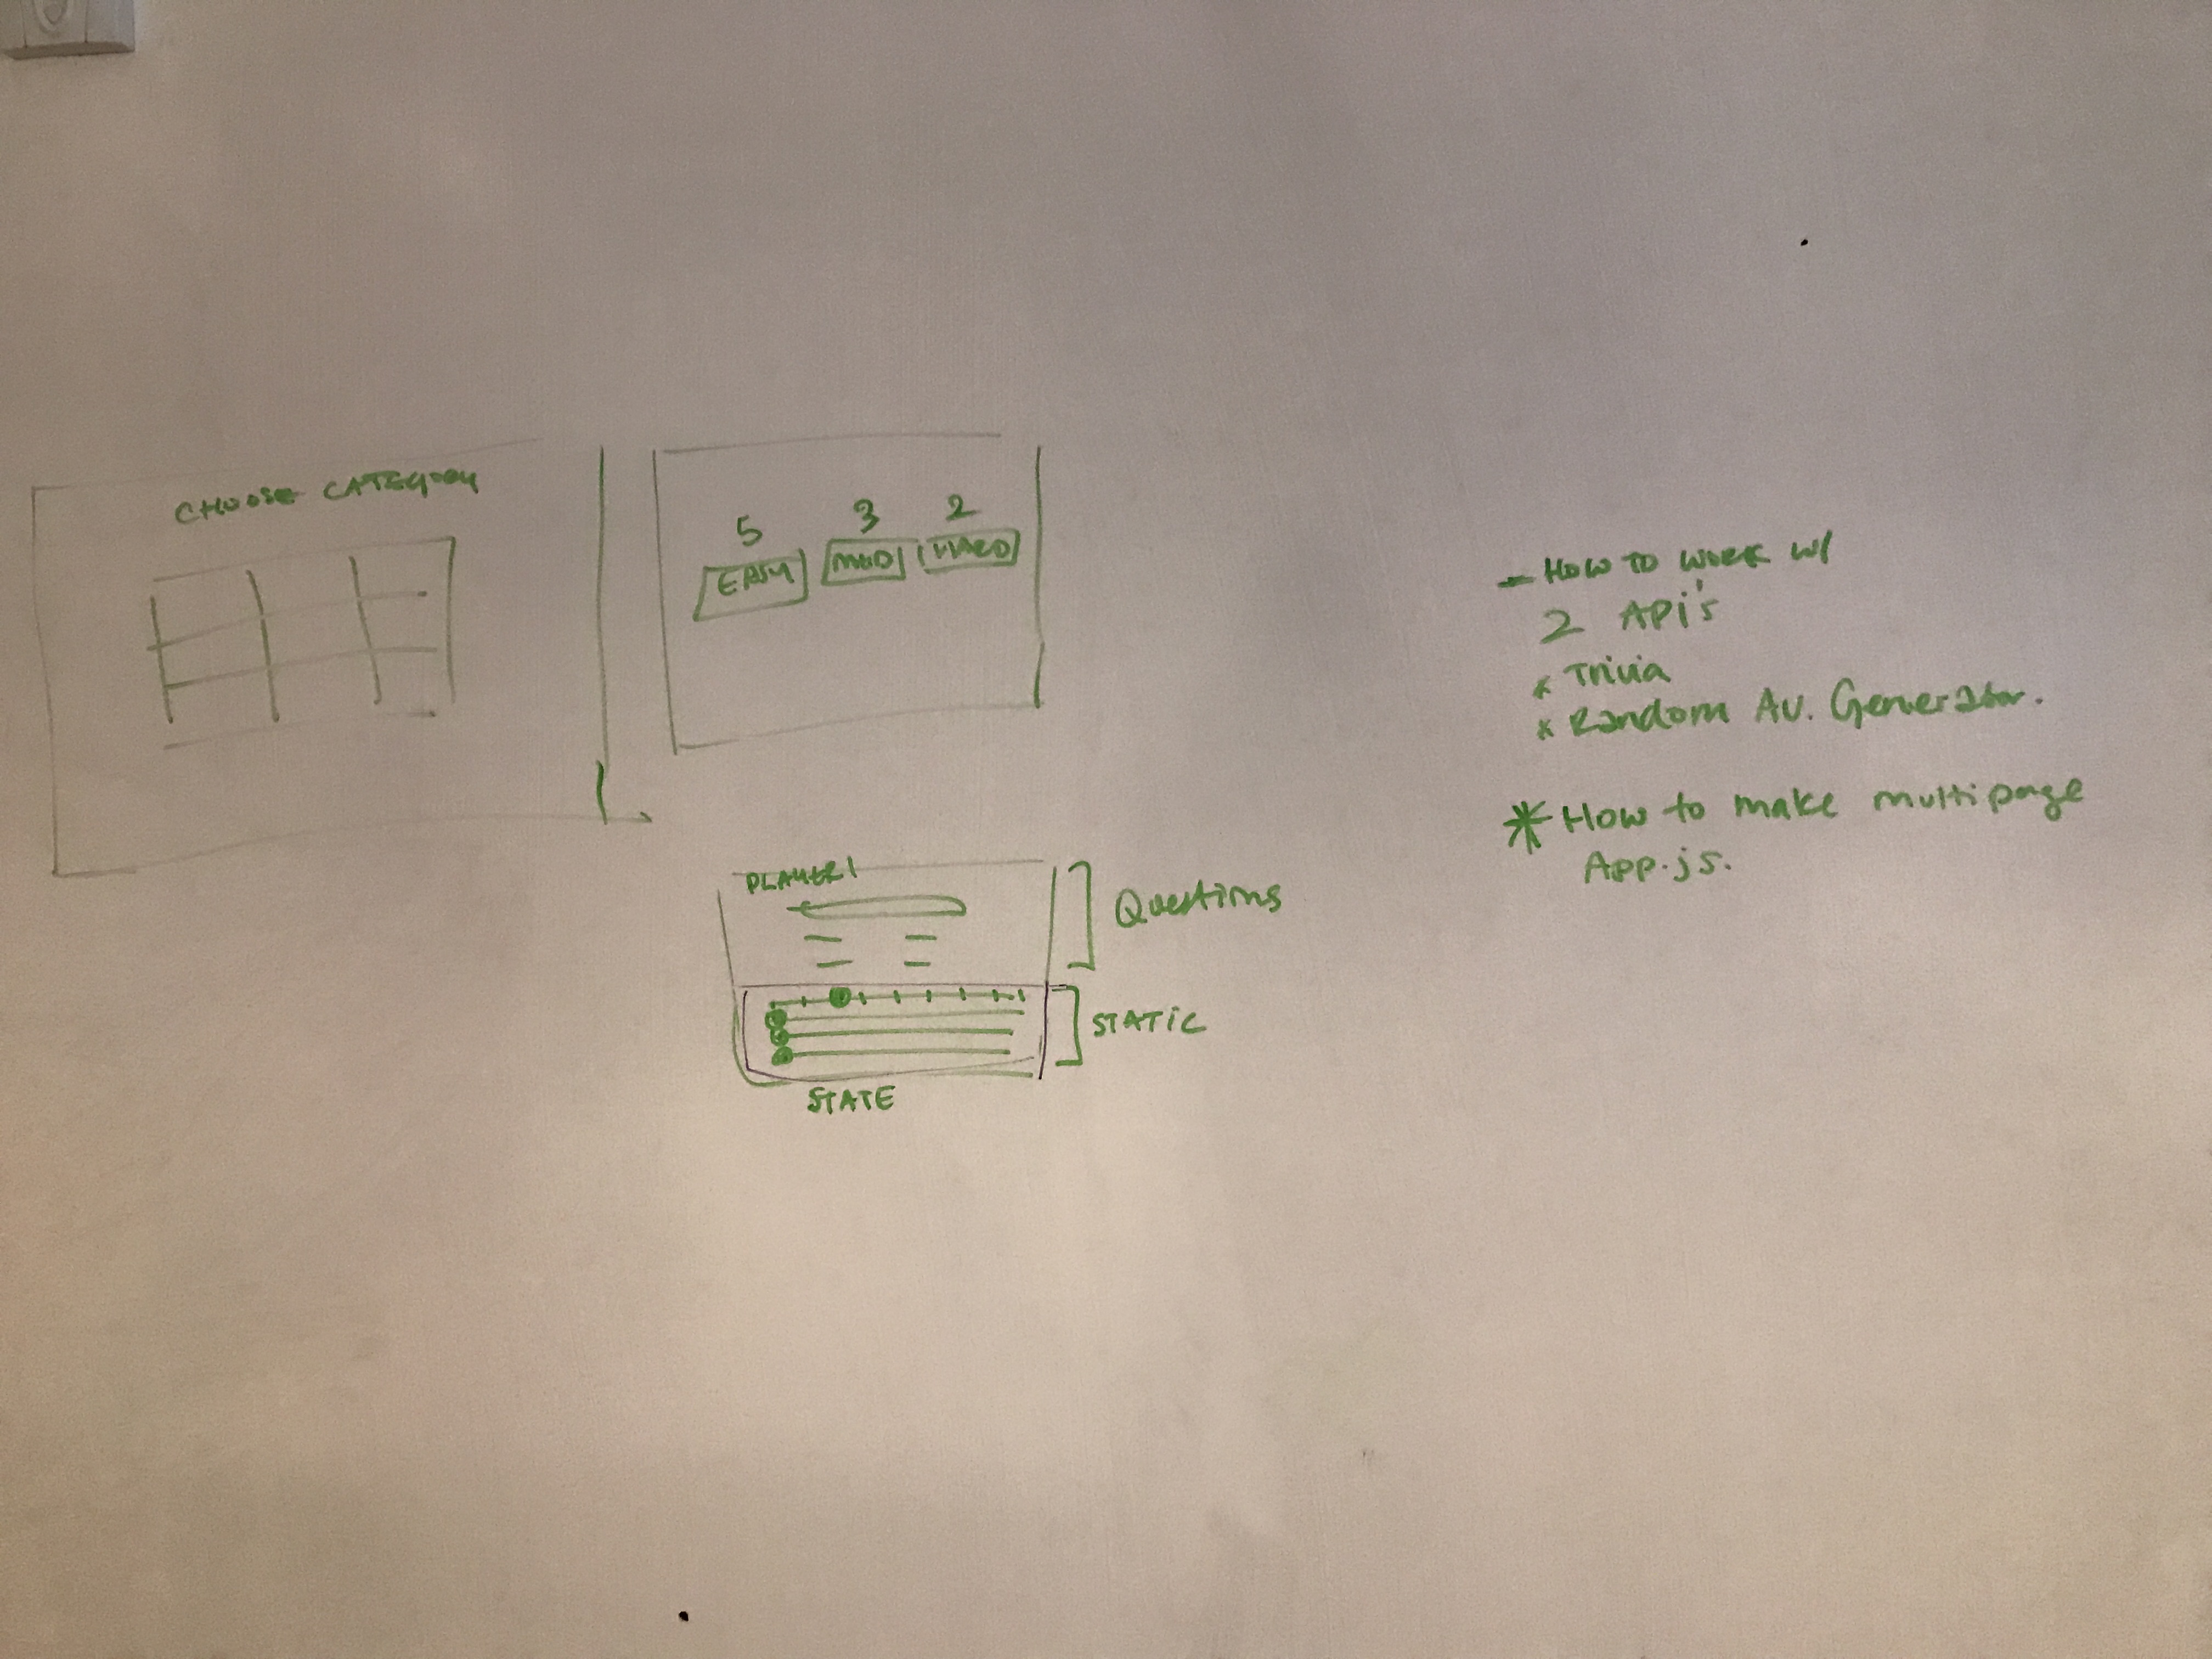 CHOOSE CATEGORY
5 3 2
EASY MED HARD
PLAYER 1
Questions
STATIC
STATE
- HOW TO WORK W/
2 API's
* Trivia
* Random Av. Generator.
* How to make multipage
App.js.